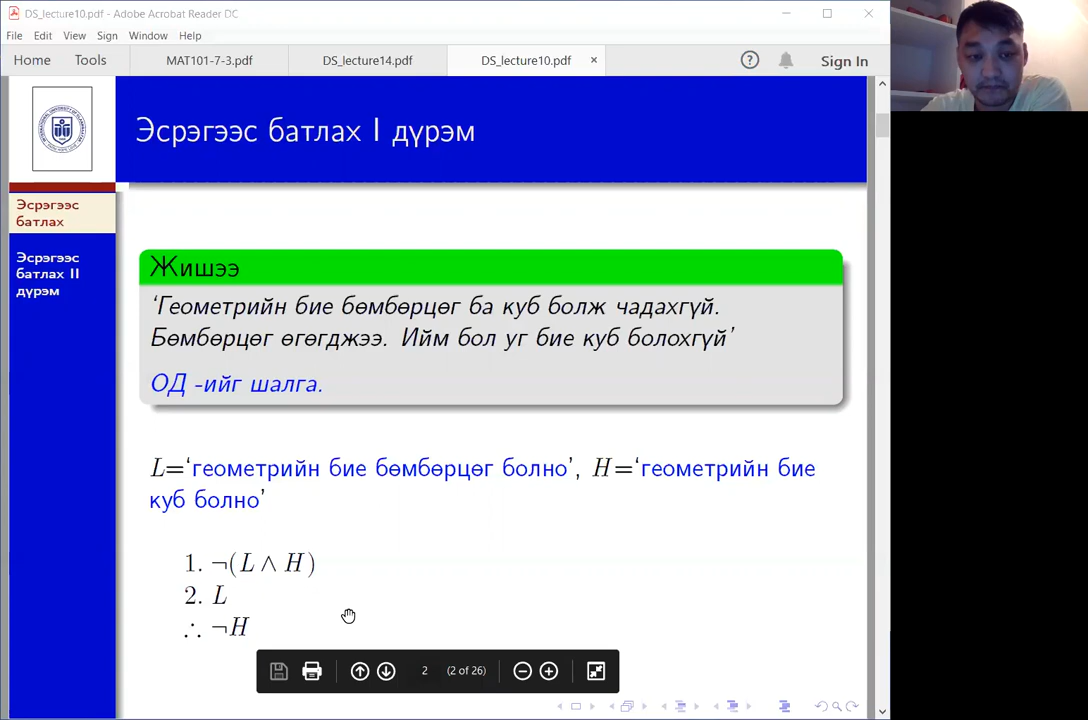 DS_lecture10.pdf - Adobe Acrobat Reader DC
File Edit View Sign Window Help
Home Tools MAT101-7-3.pdf DS_lecture14.pdf DS_lecture10.pdf × ? Sign In
Эсрэгээс батлах I дүрэм
Эсрэгээс
батлах
Эсрэгээс
батлах II
дүрэм
Жишээ
‘Геометрийн бие бөмбөрцөг ба куб болж чадахгүй.
Бөмбөрцөг өгөгджээ. Ийм бол уг бие куб болохгүй’
ОД -ийг шалга.
L=‘геометрийн бие бөмбөрцөг болно’, H=‘геометрийн бие
куб болно’
1. ¬(L ∧ H)
2. L
∴ ¬H
2 (2 of 26)